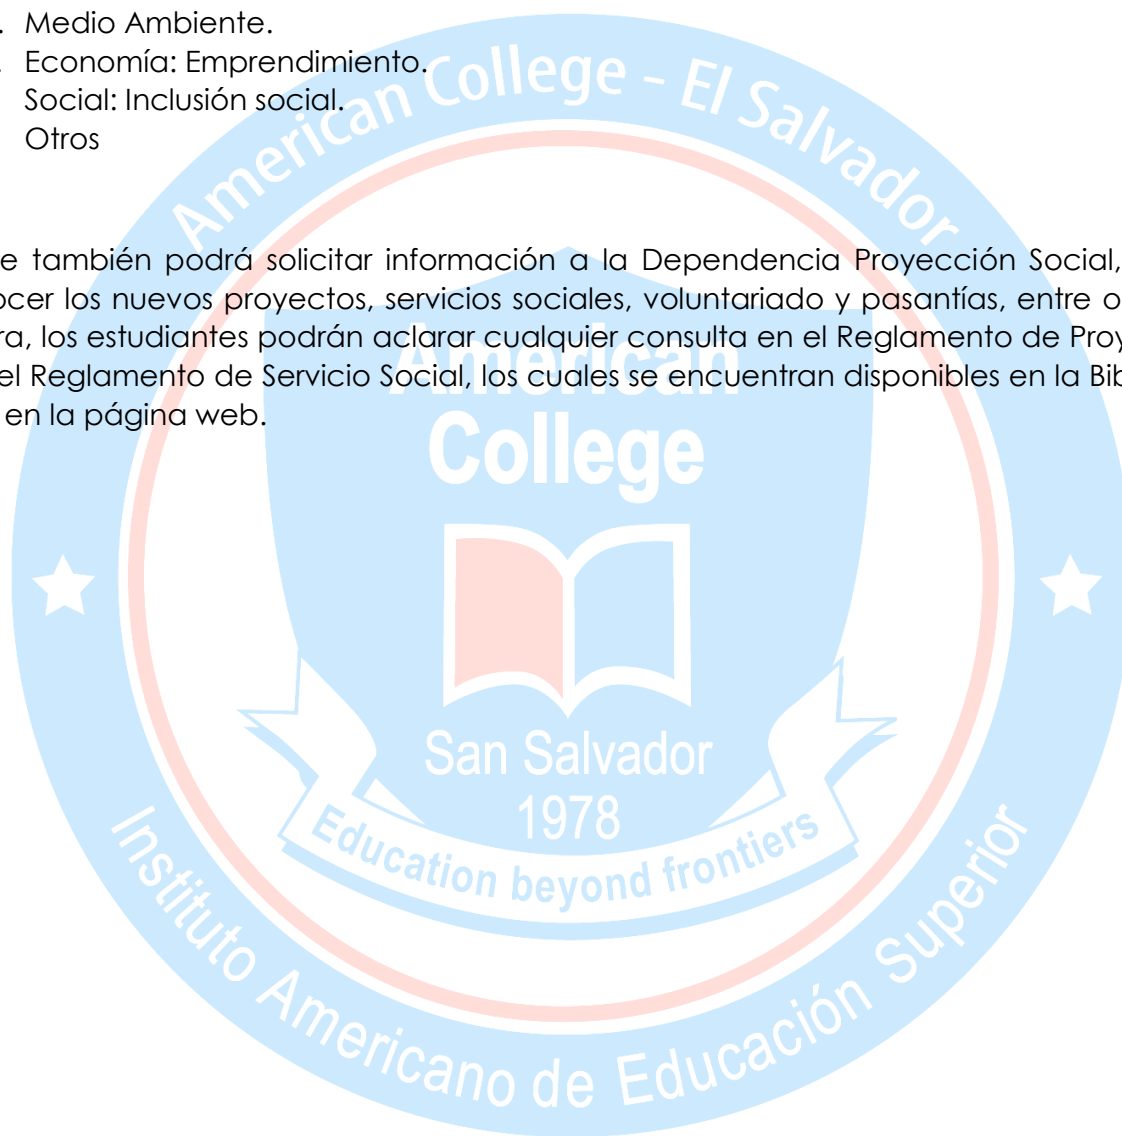 . Medio Ambiente.
. Economía: Emprendimiento.
Social: Inclusión social.
Otros
e también podrá solicitar información a la Dependencia Proyección Social,
ocer los nuevos proyectos, servicios sociales, voluntariado y pasantías, entre o
ra, los estudiantes podrán aclarar cualquier consulta en el Reglamento de Proy
el Reglamento de Servicio Social, los cuales se encuentran disponibles en la Bib
en la página web.
American College - El Salvador
American
College
San Salvador
1978
Education beyond frontiers
Instituto Americano de Educación Superior